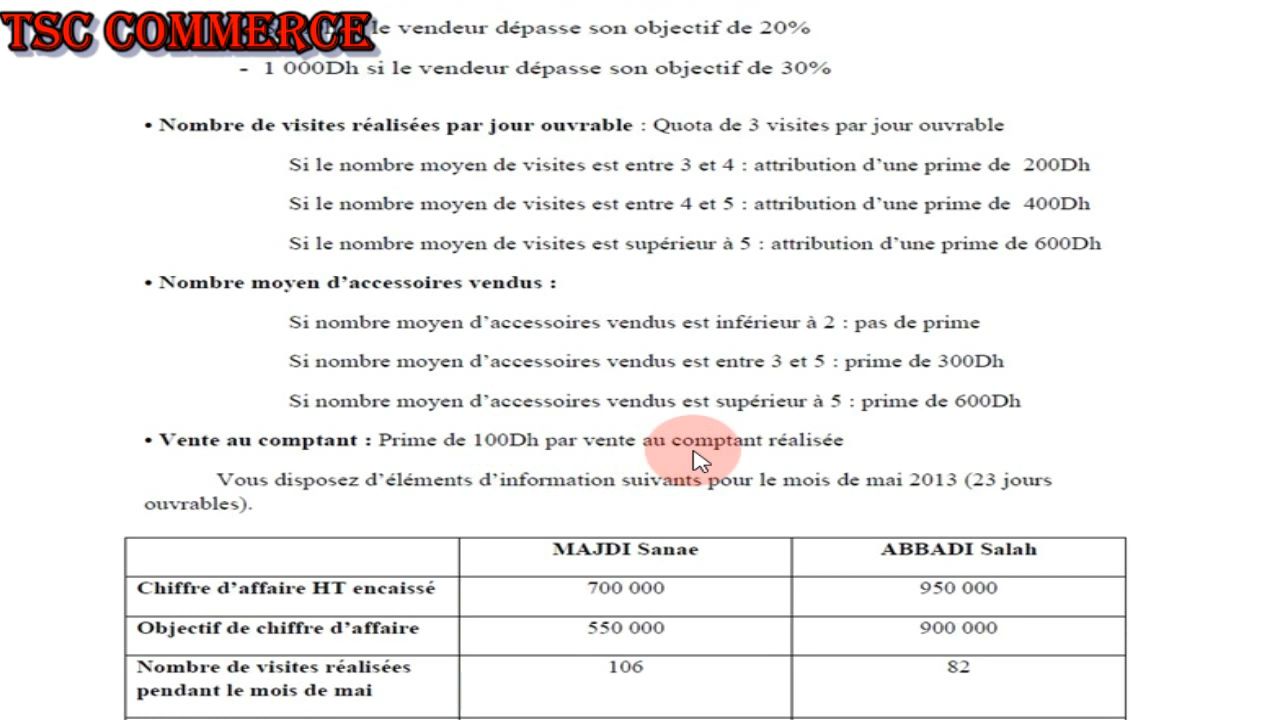 TSC COMMERCE
le vendeur dépasse son objectif de 20%
- 1 000Dh si le vendeur dépasse son objectif de 30%
• Nombre de visites réalisées par jour ouvrable : Quota de 3 visites par jour ouvrable
Si le nombre moyen de visites est entre 3 et 4 : attribution d’une prime de 200Dh
Si le nombre moyen de visites est entre 4 et 5 : attribution d’une prime de 400Dh
Si le nombre moyen de visites est supérieur à 5 : attribution d’une prime de 600Dh
• Nombre moyen d’accessoires vendus :
Si nombre moyen d’accessoires vendus est inférieur à 2 : pas de prime
Si nombre moyen d’accessoires vendus est entre 3 et 5 : prime de 300Dh
Si nombre moyen d’accessoires vendus est supérieur à 5 : prime de 600Dh
• Vente au comptant : Prime de 100Dh par vente au comptant réalisée
Vous disposez d’éléments d’information suivants pour le mois de mai 2013 (23 jours
ouvrables).
MAJDI Sanae ABBADI Salah
Chiffre d’affaire HT encaissé 700 000 950 000
Objectif de chiffre d’affaire 550 000 900 000
Nombre de visites réalisées 106 82
pendant le mois de mai